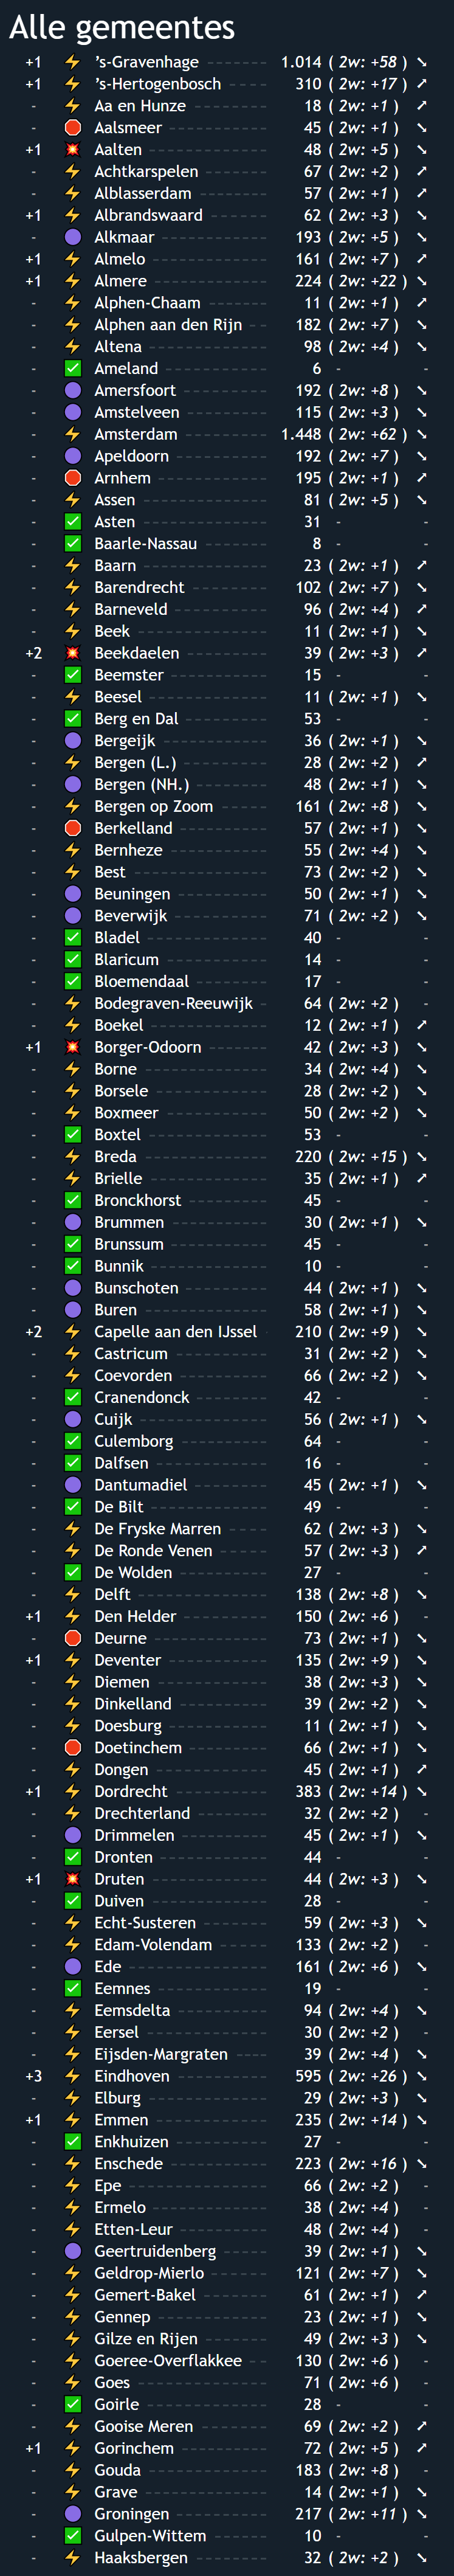 Alle gemeentes
+1 ’s-Gravenhage 1.014 ( 2w: +58 ) ➘
+1 ’s-Hertogenbosch 310 ( 2w: +17 ) ➚
- Aa en Hunze 18 ( 2w: +1 ) ➚
- Aalsmeer 45 ( 2w: +1 ) ➘
+1 Aalten 48 ( 2w: +5 ) ➘
- Achtkarspelen 67 ( 2w: +2 ) ➚
- Alblasserdam 57 ( 2w: +1 ) ➚
+1 Albrandswaard 62 ( 2w: +3 ) ➘
- Alkmaar 193 ( 2w: +5 ) ➘
+1 Almelo 161 ( 2w: +7 ) ➚
+1 Almere 224 ( 2w: +22 ) ➘
- Alphen-Chaam 11 ( 2w: +1 ) ➚
- Alphen aan den Rijn 182 ( 2w: +7 ) ➘
- Altena 98 ( 2w: +4 ) ➘
- Ameland 6 - -
- Amersfoort 192 ( 2w: +8 ) ➘
- Amstelveen 115 ( 2w: +3 ) ➘
- Amsterdam 1.448 ( 2w: +62 ) ➘
- Apeldoorn 192 ( 2w: +7 ) ➘
- Arnhem 195 ( 2w: +1 ) ➚
- Assen 81 ( 2w: +5 ) ➘
- Asten 31 - -
- Baarle-Nassau 8 - -
- Baarn 23 ( 2w: +1 ) ➚
- Barendrecht 102 ( 2w: +7 ) ➘
- Barneveld 96 ( 2w: +4 ) ➚
- Beek 11 ( 2w: +1 ) ➘
+2 Beekdaelen 39 ( 2w: +3 ) ➚
- Beemster 15 - -
- Beesel 11 ( 2w: +1 ) ➘
- Berg en Dal 53 - -
- Bergeijk 36 ( 2w: +1 ) ➘
- Bergen (L.) 28 ( 2w: +2 ) ➚
- Bergen (NH.) 48 ( 2w: +1 ) ➘
- Bergen op Zoom 161 ( 2w: +8 ) ➘
- Berkelland 57 ( 2w: +1 ) ➘
- Bernheze 55 ( 2w: +4 ) ➘
- Best 73 ( 2w: +2 ) ➘
- Beuningen 50 ( 2w: +1 ) ➘
- Beverwijk 71 ( 2w: +2 ) ➘
- Bladel 40 - -
- Blaricum 14 - -
- Bloemendaal 17 - -
- Bodegraven-Reeuwijk 64 ( 2w: +2 ) -
- Boekel 12 ( 2w: +1 ) ➚
+1 Borger-Odoorn 42 ( 2w: +3 ) ➘
- Borne 34 ( 2w: +4 ) ➘
- Borsele 28 ( 2w: +2 ) ➘
- Boxmeer 50 ( 2w: +2 ) ➘
- Boxtel 53 - -
- Breda 220 ( 2w: +15 ) ➘
- Brielle 35 ( 2w: +1 ) ➚
- Bronckhorst 45 - -
- Brummen 30 ( 2w: +1 ) ➘
- Brunssum 45 - -
- Bunnik 10 - -
- Bunschoten 44 ( 2w: +1 ) ➘
- Buren 58 ( 2w: +1 ) ➘
+2 Capelle aan den IJssel 210 ( 2w: +9 ) ➘
- Castricum 31 ( 2w: +2 ) ➘
- Coevorden 66 ( 2w: +2 ) ➘
- Cranendonck 42 - -
- Cuijk 56 ( 2w: +1 ) ➘
- Culemborg 64 - -
- Dalfsen 16 - -
- Dantumadiel 45 ( 2w: +1 ) ➘
- De Bilt 49 - -
- De Fryske Marren 62 ( 2w: +3 ) ➘
- De Ronde Venen 57 ( 2w: +3 ) ➚
- De Wolden 27 - -
- Delft 138 ( 2w: +8 ) ➘
+1 Den Helder 150 ( 2w: +6 ) -
- Deurne 73 ( 2w: +1 ) ➘
+1 Deventer 135 ( 2w: +9 ) ➘
- Diemen 38 ( 2w: +3 ) ➘
- Dinkelland 39 ( 2w: +2 ) ➘
- Doesburg 11 ( 2w: +1 ) ➘
- Doetinchem 66 ( 2w: +1 ) ➘
- Dongen 45 ( 2w: +1 ) ➚
+1 Dordrecht 383 ( 2w: +14 ) ➘
- Drechterland 32 ( 2w: +2 ) -
- Drimmelen 45 ( 2w: +1 ) ➘
- Dronten 44 - -
+1 Druten 44 ( 2w: +3 ) ➘
- Duiven 28 - -
- Echt-Susteren 59 ( 2w: +3 ) ➘
- Edam-Volendam 133 ( 2w: +2 ) -
- Ede 161 ( 2w: +6 ) ➘
- Eemnes 19 - -
- Eemsdelta 94 ( 2w: +4 ) ➘
- Eersel 30 ( 2w: +2 ) -
- Eijsden-Margraten 39 ( 2w: +4 ) ➘
+3 Eindhoven 595 ( 2w: +26 ) ➘
- Elburg 29 ( 2w: +3 ) ➘
+1 Emmen 235 ( 2w: +14 ) ➘
- Enkhuizen 27 - -
- Enschede 223 ( 2w: +16 ) ➘
- Epe 66 ( 2w: +2 ) -
- Ermelo 38 ( 2w: +4 ) -
- Etten-Leur 48 ( 2w: +4 ) -
- Geertruidenberg 39 ( 2w: +1 ) ➘
- Geldrop-Mierlo 121 ( 2w: +7 ) ➘
- Gemert-Bakel 61 ( 2w: +1 ) ➚
- Gennep 23 ( 2w: +1 ) ➘
- Gilze en Rijen 49 ( 2w: +3 ) ➘
- Goeree-Overflakkee 130 ( 2w: +6 ) -
- Goes 71 ( 2w: +6 ) -
- Goirle 28 - -
- Gooise Meren 69 ( 2w: +2 ) ➚
+1 Gorinchem 72 ( 2w: +5 ) ➚
- Gouda 183 ( 2w: +8 ) -
- Grave 14 ( 2w: +1 ) ➘
- Groningen 217 ( 2w: +11 ) ➘
- Gulpen-Wittem 10 - -
- Haaksbergen 32 ( 2w: +2 ) ➘